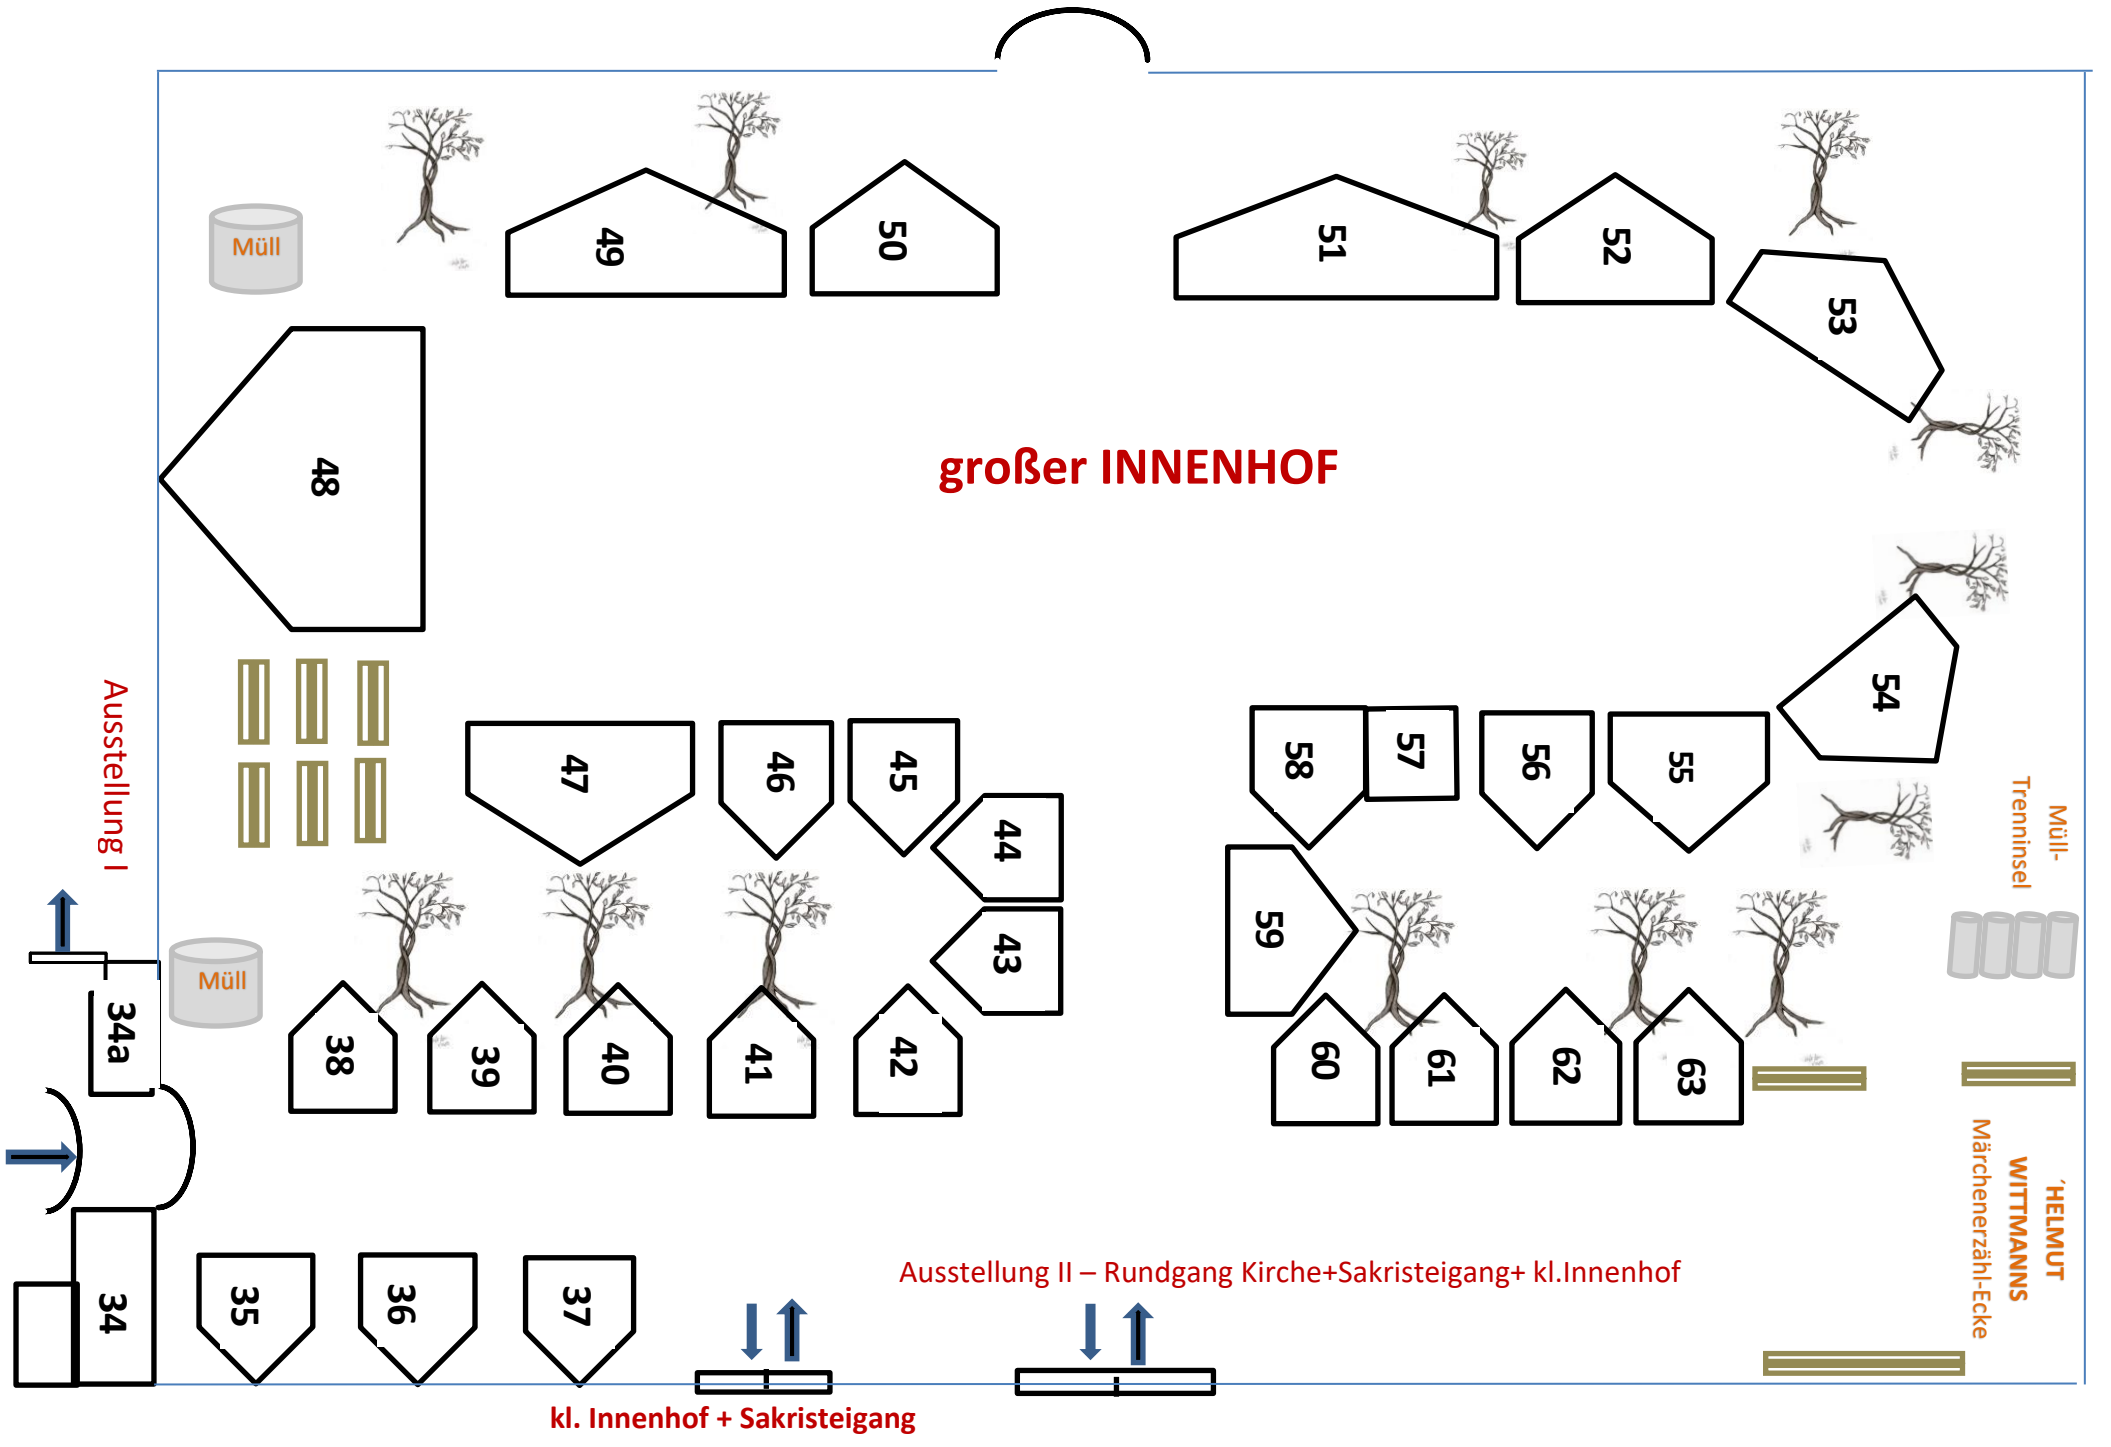 Müll
49
50
51
52
53
48
großer INNENHOF
54
Ausstellung I
47
46
45
44
58
57
56
55
Müll-
Trenninsel
43
59
Müll
34a
38
39
40
41
42
60
61
62
63
´HELMUT
WITTMANNS
Märchenerzähl-Ecke
34
35
36
37
Ausstellung II – Rundgang Kirche+Sakristeigang+ kl.Innenhof
kl. Innenhof + Sakristeigang